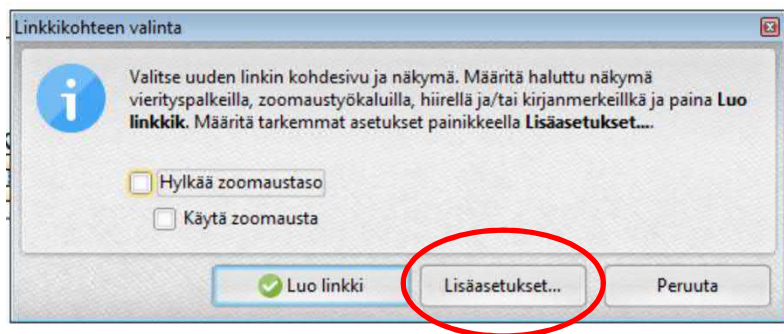 Linkkikohteen valinta
Valitse uuden linkin kohdesivu ja näkymä. Määritä haluttu näkymä
vierityspalkeilla, zoomaustyökaluilla, hiirellä ja/tai kirjanmerkeillkä ja paina Luo
linkkik. Määritä tarkemmat asetukset painikkeella Lisäasetukset....
Hylkää zoomaustaso
Käytä zoomausta
Luo linkki
Lisäasetukset...
Peruuta